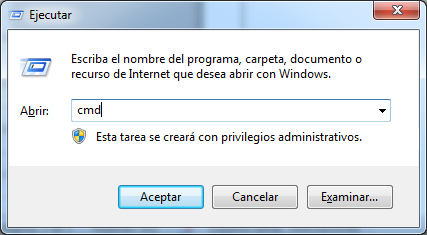 Ejecutar
Escriba el nombre del programa, carpeta, documento o
recurso de Internet que desea abrir con Windows.
Abrir: cmd
Esta tarea se creará con privilegios administrativos.
Aceptar Cancelar Examinar...